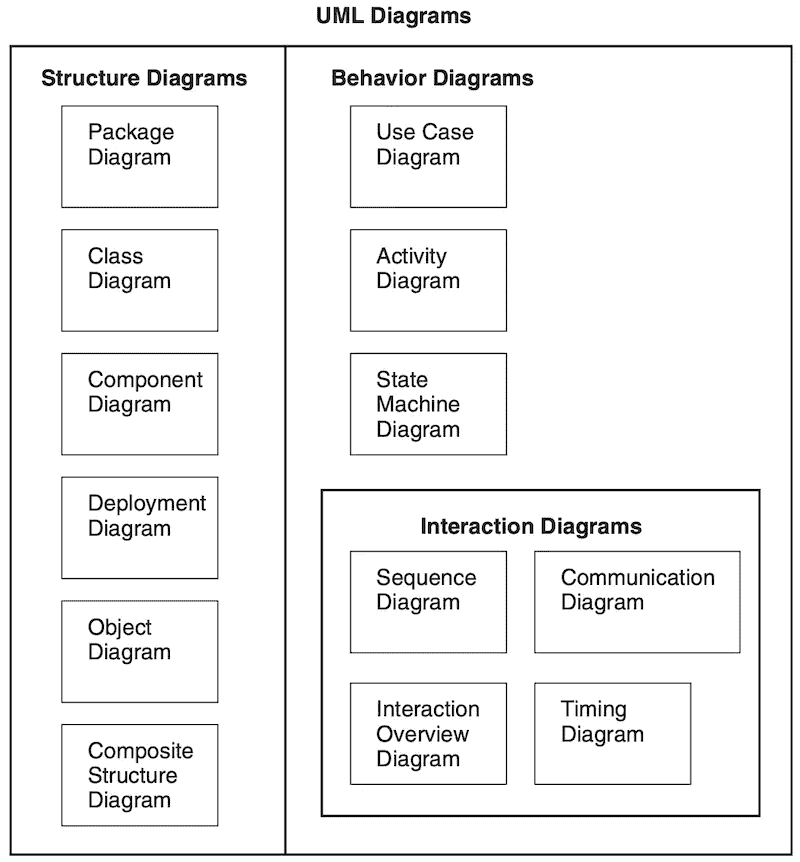 UML Diagrams
Structure Diagrams
Package
Diagram
Class
Diagram
Component
Diagram
Deployment
Diagram
Object
Diagram
Composite
Structure
Diagram
Behavior Diagrams
Use Case
Diagram
Activity
Diagram
State
Machine
Diagram
Interaction Diagrams
Sequence
Diagram
Communication
Diagram
Interaction
Overview
Diagram
Timing
Diagram